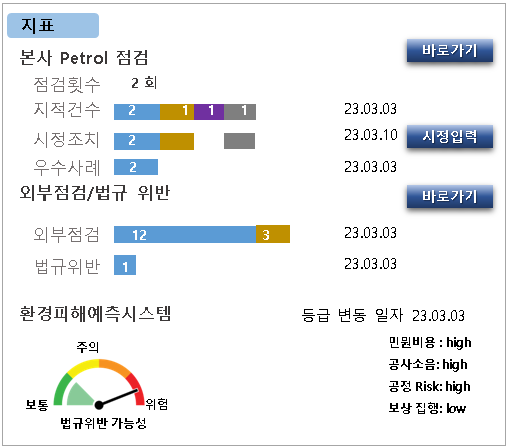 지표
본사 Petrol 점검
바로가기
점검횟수 2 회
지적건수 2 1 1 1 23.03.03
시정조치 2 23.03.10 시정입력
우수사례 2 23.03.03
외부점검/법규 위반 바로가기
외부점검 12 3 23.03.03
법규위반 1 23.03.03
환경피해예측시스템 등급 변동 일자 23.03.03
민원비용 : high
공사소음: high
공정 Risk: high
보상 집행: low
주의
보통 위험
법규위반 가능성